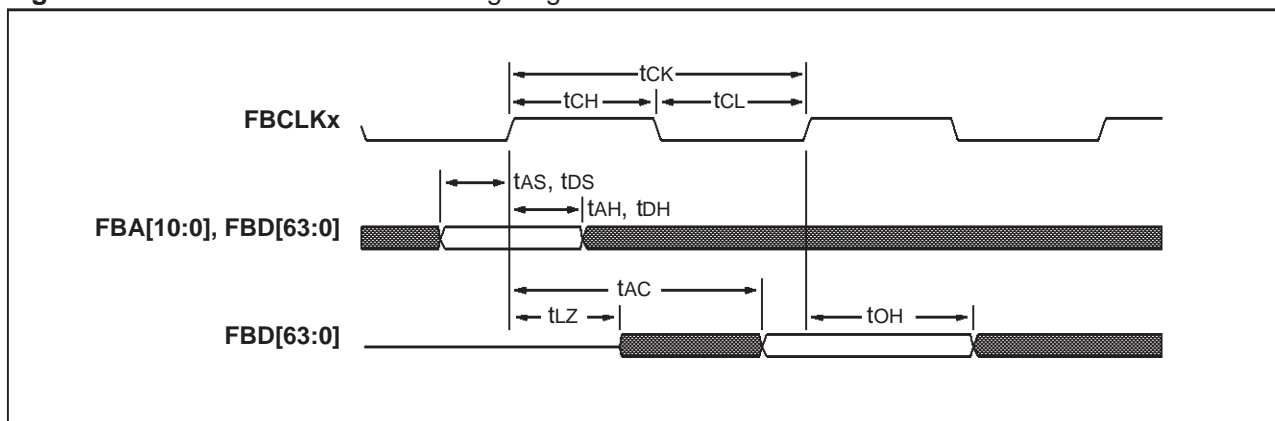 tCK
tCH tCL
FBCLKx
tAS, tDS
tAH, tDH
FBA[10:0], FBD[63:0]
tAC
tLZ tOH
FBD[63:0]